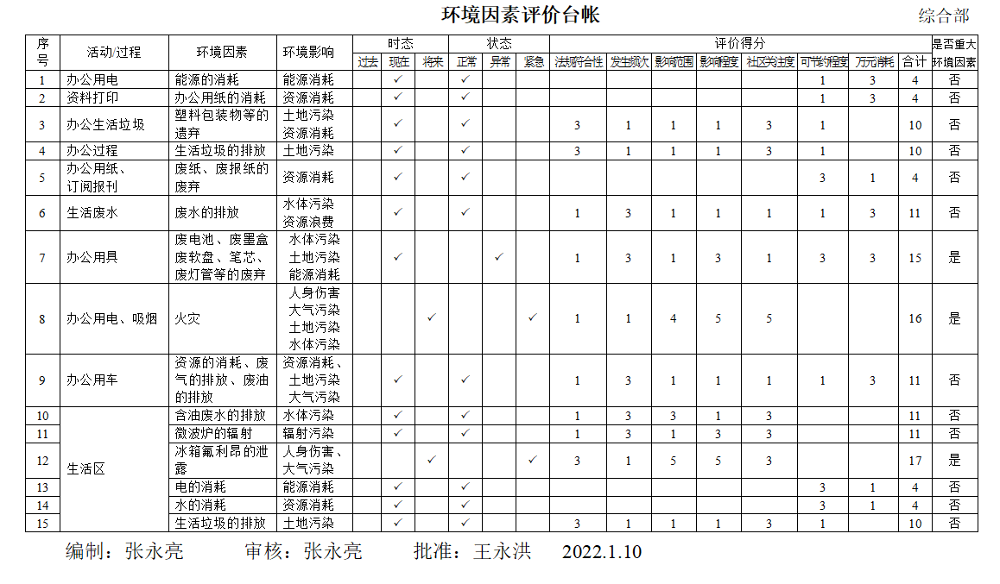 环境因素评价台帐
综合部
序号 活动/过程 环境因素 环境影响 时态 状态 评价得分 是否重大环境因素
过去 现在 将来 正常 异常 紧急 法规符合性 发生频次 影响范围 影响程度 社区关注度 可节约程度 万元消耗 合计
1 办公用电 能源的消耗 能源消耗 ✓ ✓ 1 3 4 否
2 资料打印 办公用纸的消耗 资源消耗 ✓ ✓ 1 3 4 否
3 办公生活垃圾 塑料包装物等的遗弃 土地污染 资源消耗 ✓ ✓ 3 1 1 1 3 1 10 否
4 办公过程 生活垃圾的排放 土地污染 ✓ ✓ 3 1 1 1 3 1 10 否
5 办公用纸、订阅报刊 废纸、废报纸的废弃 资源消耗 ✓ ✓ 3 1 4 否
6 生活废水 废水的排放 水体污染 资源浪费 ✓ ✓ 1 3 1 1 1 1 3 11 否
7 办公用具 废电池、废墨盒废软盘、笔芯、废灯管等的废弃 水体污染 土地污染 能源消耗 ✓ ✓ 1 3 1 3 1 3 3 15 是
8 办公用电、吸烟 火灾 人身伤害 大气污染 土地污染 水体污染 ✓ ✓ 1 1 4 5 5 16 是
9 办公用车 资源的消耗、废气的排放、废油的排放 资源消耗、土地污染 大气污染 ✓ ✓ 1 3 1 1 1 1 3 11 否
10 生活区 含油废水的排放 水体污染 ✓ ✓ 1 3 3 1 3 11 否
11 微波炉的辐射 辐射污染 ✓ ✓ 1 3 1 3 3 11 否
12 冰箱氟利昂的泄露 人身伤害、大气污染 ✓ ✓ 3 1 5 5 3 17 是
13 电的消耗 能源消耗 ✓ ✓ 3 1 4 否
14 水的消耗 资源消耗 ✓ ✓ 3 1 4 否
15 生活垃圾的排放 土地污染 ✓ ✓ 3 1 1 1 3 1 10 否
编制：张永亮 审核：张永亮 批准：王永洪 2022.1.10